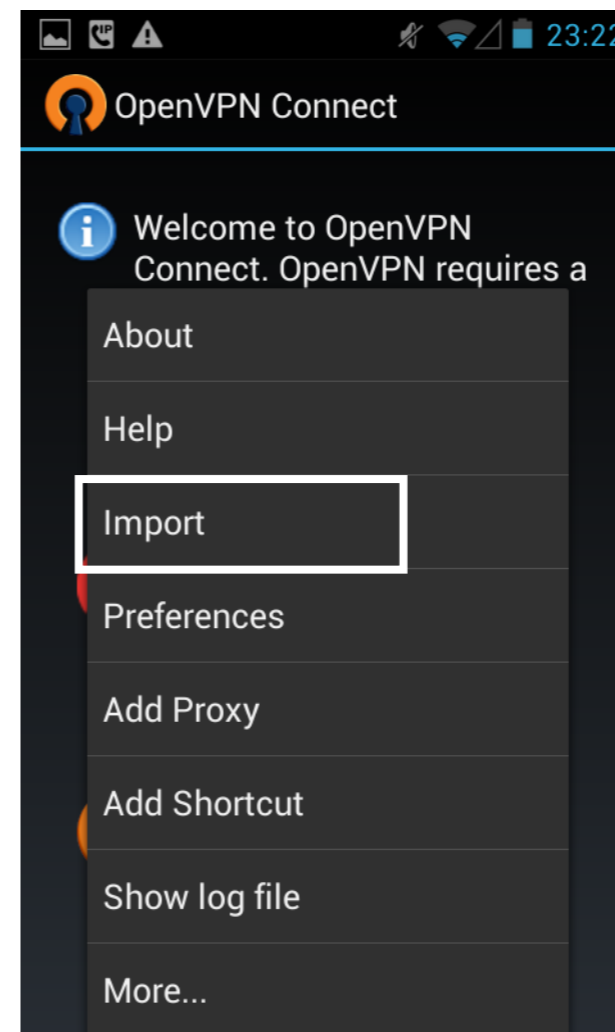 23:22
OpenVPN Connect
Welcome to OpenVPN
Connect. OpenVPN requires a
About
Help
Import
Preferences
Add Proxy
Add Shortcut
Show log file
More...